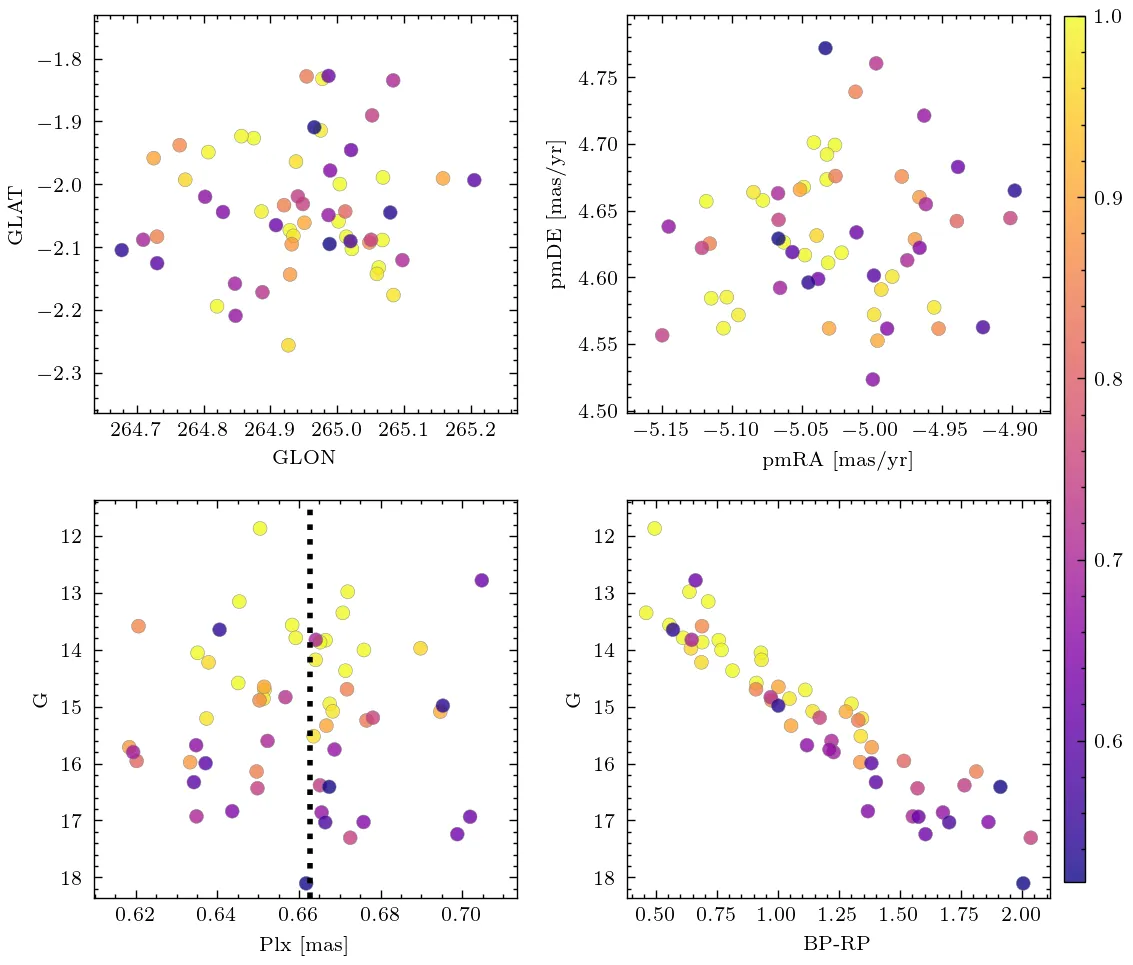 −1.8
−1.9
−2.0
−2.1
−2.2
−2.3
GLAT
264.7 264.8 264.9 265.0 265.1 265.2
GLON
4.75
4.70
4.65
4.60
4.55
4.50
pmDE [mas/yr]
−5.15 −5.10 −5.05 −5.00 −4.95 −4.90
pmRA [mas/yr]
1.0
0.9
0.8
0.7
0.6
12
13
14
15
16
17
18
G
0.62 0.64 0.66 0.68 0.70
Plx [mas]
12
13
14
15
16
17
18
G
0.50 0.75 1.00 1.25 1.50 1.75 2.00
BP-RP